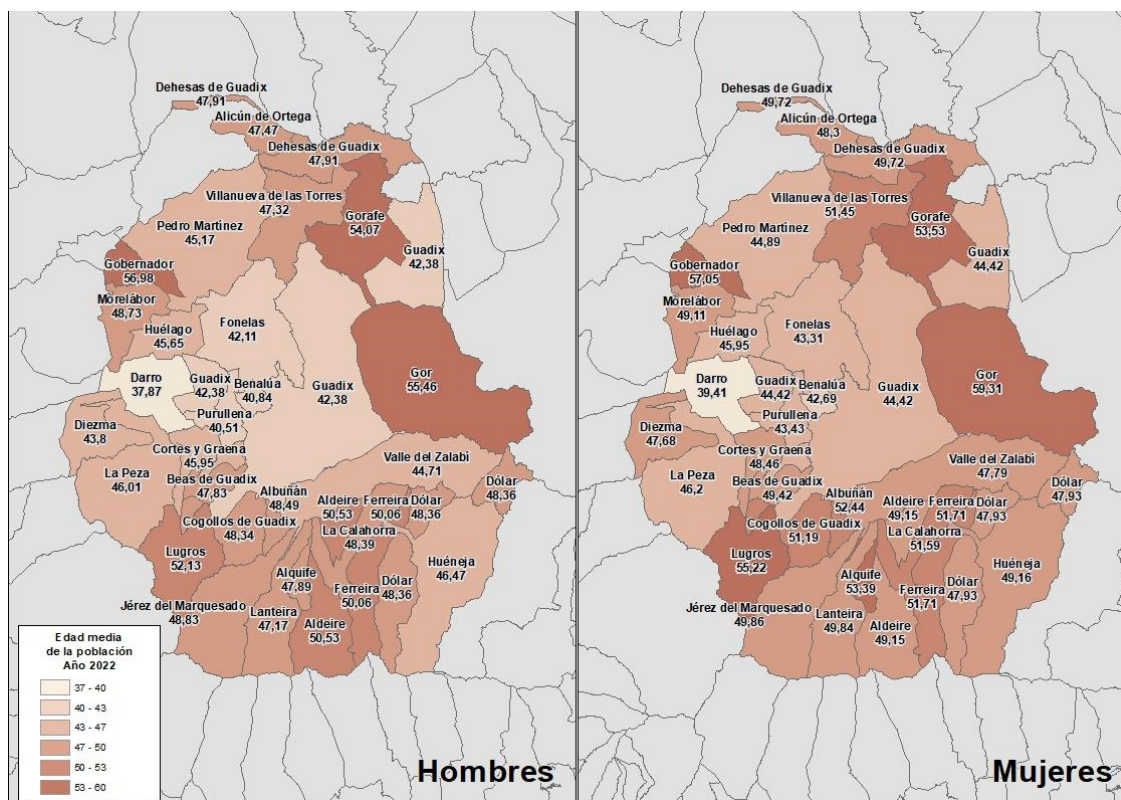 Dehesas de Guadix
47,91
Alicún de Ortega
47,47
Dehesas de Guadix
47,91
Villanueva de las Torres
47,32
Gorafe
54,07
Pedro Martínez
45,17
Guadix
42,38
Gobernador
56,98
Morelábor
48,73
Huélago
45,65
Fonelas
42,11
Darro
37,87
Guadix
42,38
Benalúa
40,84
Guadix
42,38
Gor
55,46
Purullena
40,51
Diezma
43,8
Cortes y Graena
45,95
La Peza
46,01
Beas de Guadix
47,83
Valle del Zalabí
44,71
Albuñán
48,49
Aldeire
50,53
Ferreira
50,06
Dólar
48,36
Dólar
48,36
Cogollos de Guadix
48,34
La Calahorra
48,39
Lugros
52,13
Huéneja
46,47
Alquife
47,89
Ferreira
50,06
Dólar
48,36
Jérez del Marquesado
48,83
Lanteira
47,17
Aldeire
50,53
Edad media
de la población
Año 2022
37 - 40
40 - 43
43 - 47
47 - 50
50 - 53
53 - 60
Hombres
Dehesas de Guadix
49,72
Alicún de Ortega
48,3
Dehesas de Guadix
49,72
Villanueva de las Torres
51,45
Gorafe
53,53
Pedro Martínez
44,89
Guadix
44,42
Gobernador
57,05
Morelábor
49,11
Huélago
45,95
Fonelas
43,31
Darro
39,41
Guadix
44,42
Benalúa
42,69
Guadix
44,42
Gor
59,31
Purullena
43,43
Diezma
47,68
Cortes y Graena
48,46
La Peza
46,2
Beas de Guadix
49,42
Valle del Zalabí
47,79
Albuñán
52,44
Aldeire
49,15
Ferreira
51,71
Dólar
47,93
Dólar
47,93
Cogollos de Guadix
51,19
La Calahorra
51,59
Lugros
55,22
Huéneja
49,16
Alquife
53,39
Ferreira
51,71
Dólar
47,93
Jérez del Marquesado
49,86
Lanteira
49,84
Aldeire
49,15
Mujeres